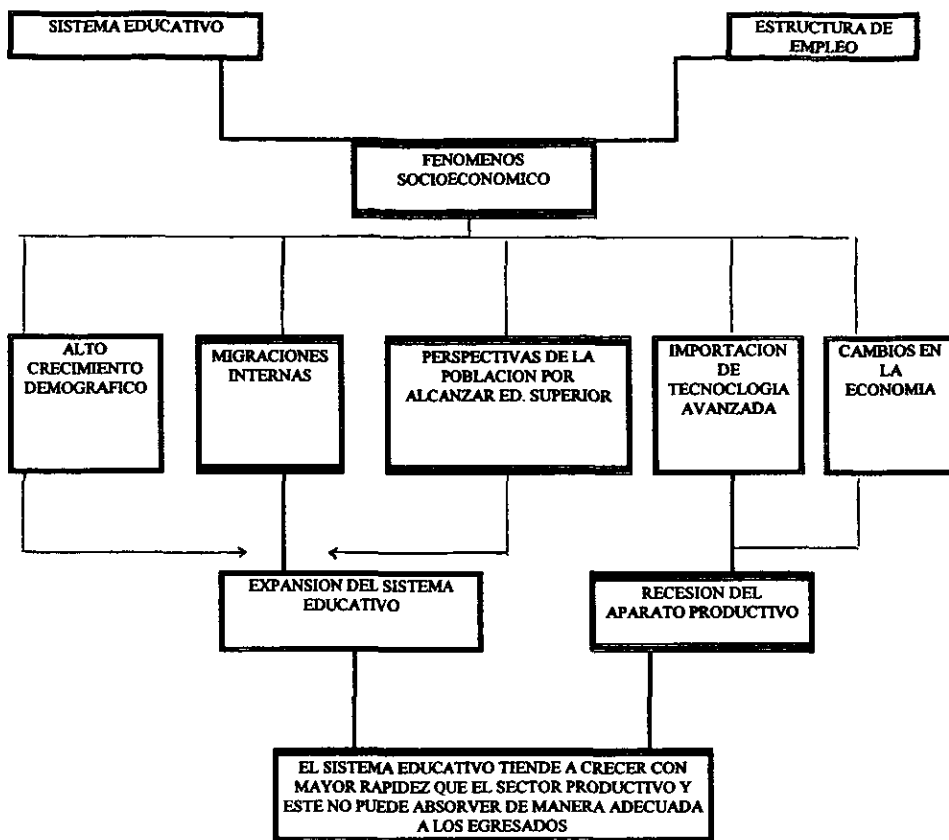 SISTEMA EDUCATIVO
ESTRUCTURA DE
EMPLEO
FENOMENOS
SOCIOECONOMICO
ALTO
CRECIMIENTO
DEMOGRAFICO
MIGRACIONES
INTERNAS
PERSPECTIVAS DE LA
POBLACION POR
ALCANZAR ED. SUPERIOR
IMPORTACION
DE
TECNOCLOGIA
AVANZADA
CAMBIOS EN
LA
ECONOMIA
EXPANSION DEL SISTEMA
EDUCATIVO
RECESION DEL
APARATO PRODUCTIVO
EL SISTEMA EDUCATIVO TIENDE A CRECER CON
MAYOR RAPIDEZ QUE EL SECTOR PRODUCTIVO Y
ESTE NO PUEDE ABSORVER DE MANERA ADECUADA
A LOS EGRESADOS